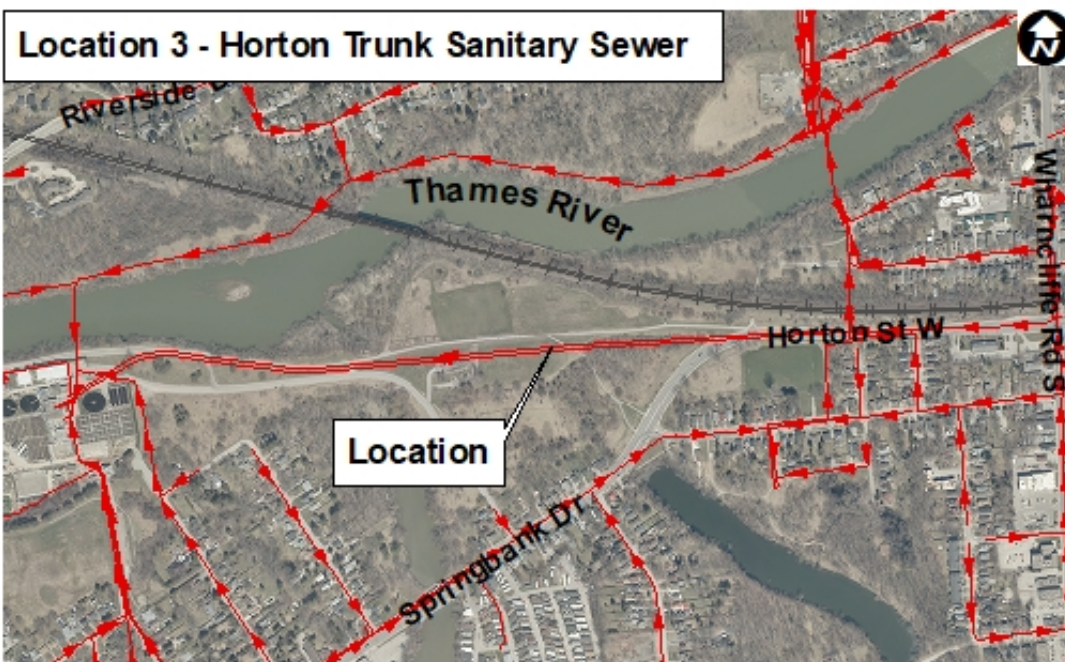 Location 3 - Horton Trunk Sanitary Sewer
N
Riverside D
Thames River
Wharncliffe Rd S
Horton St W
Location
Springbank Dr